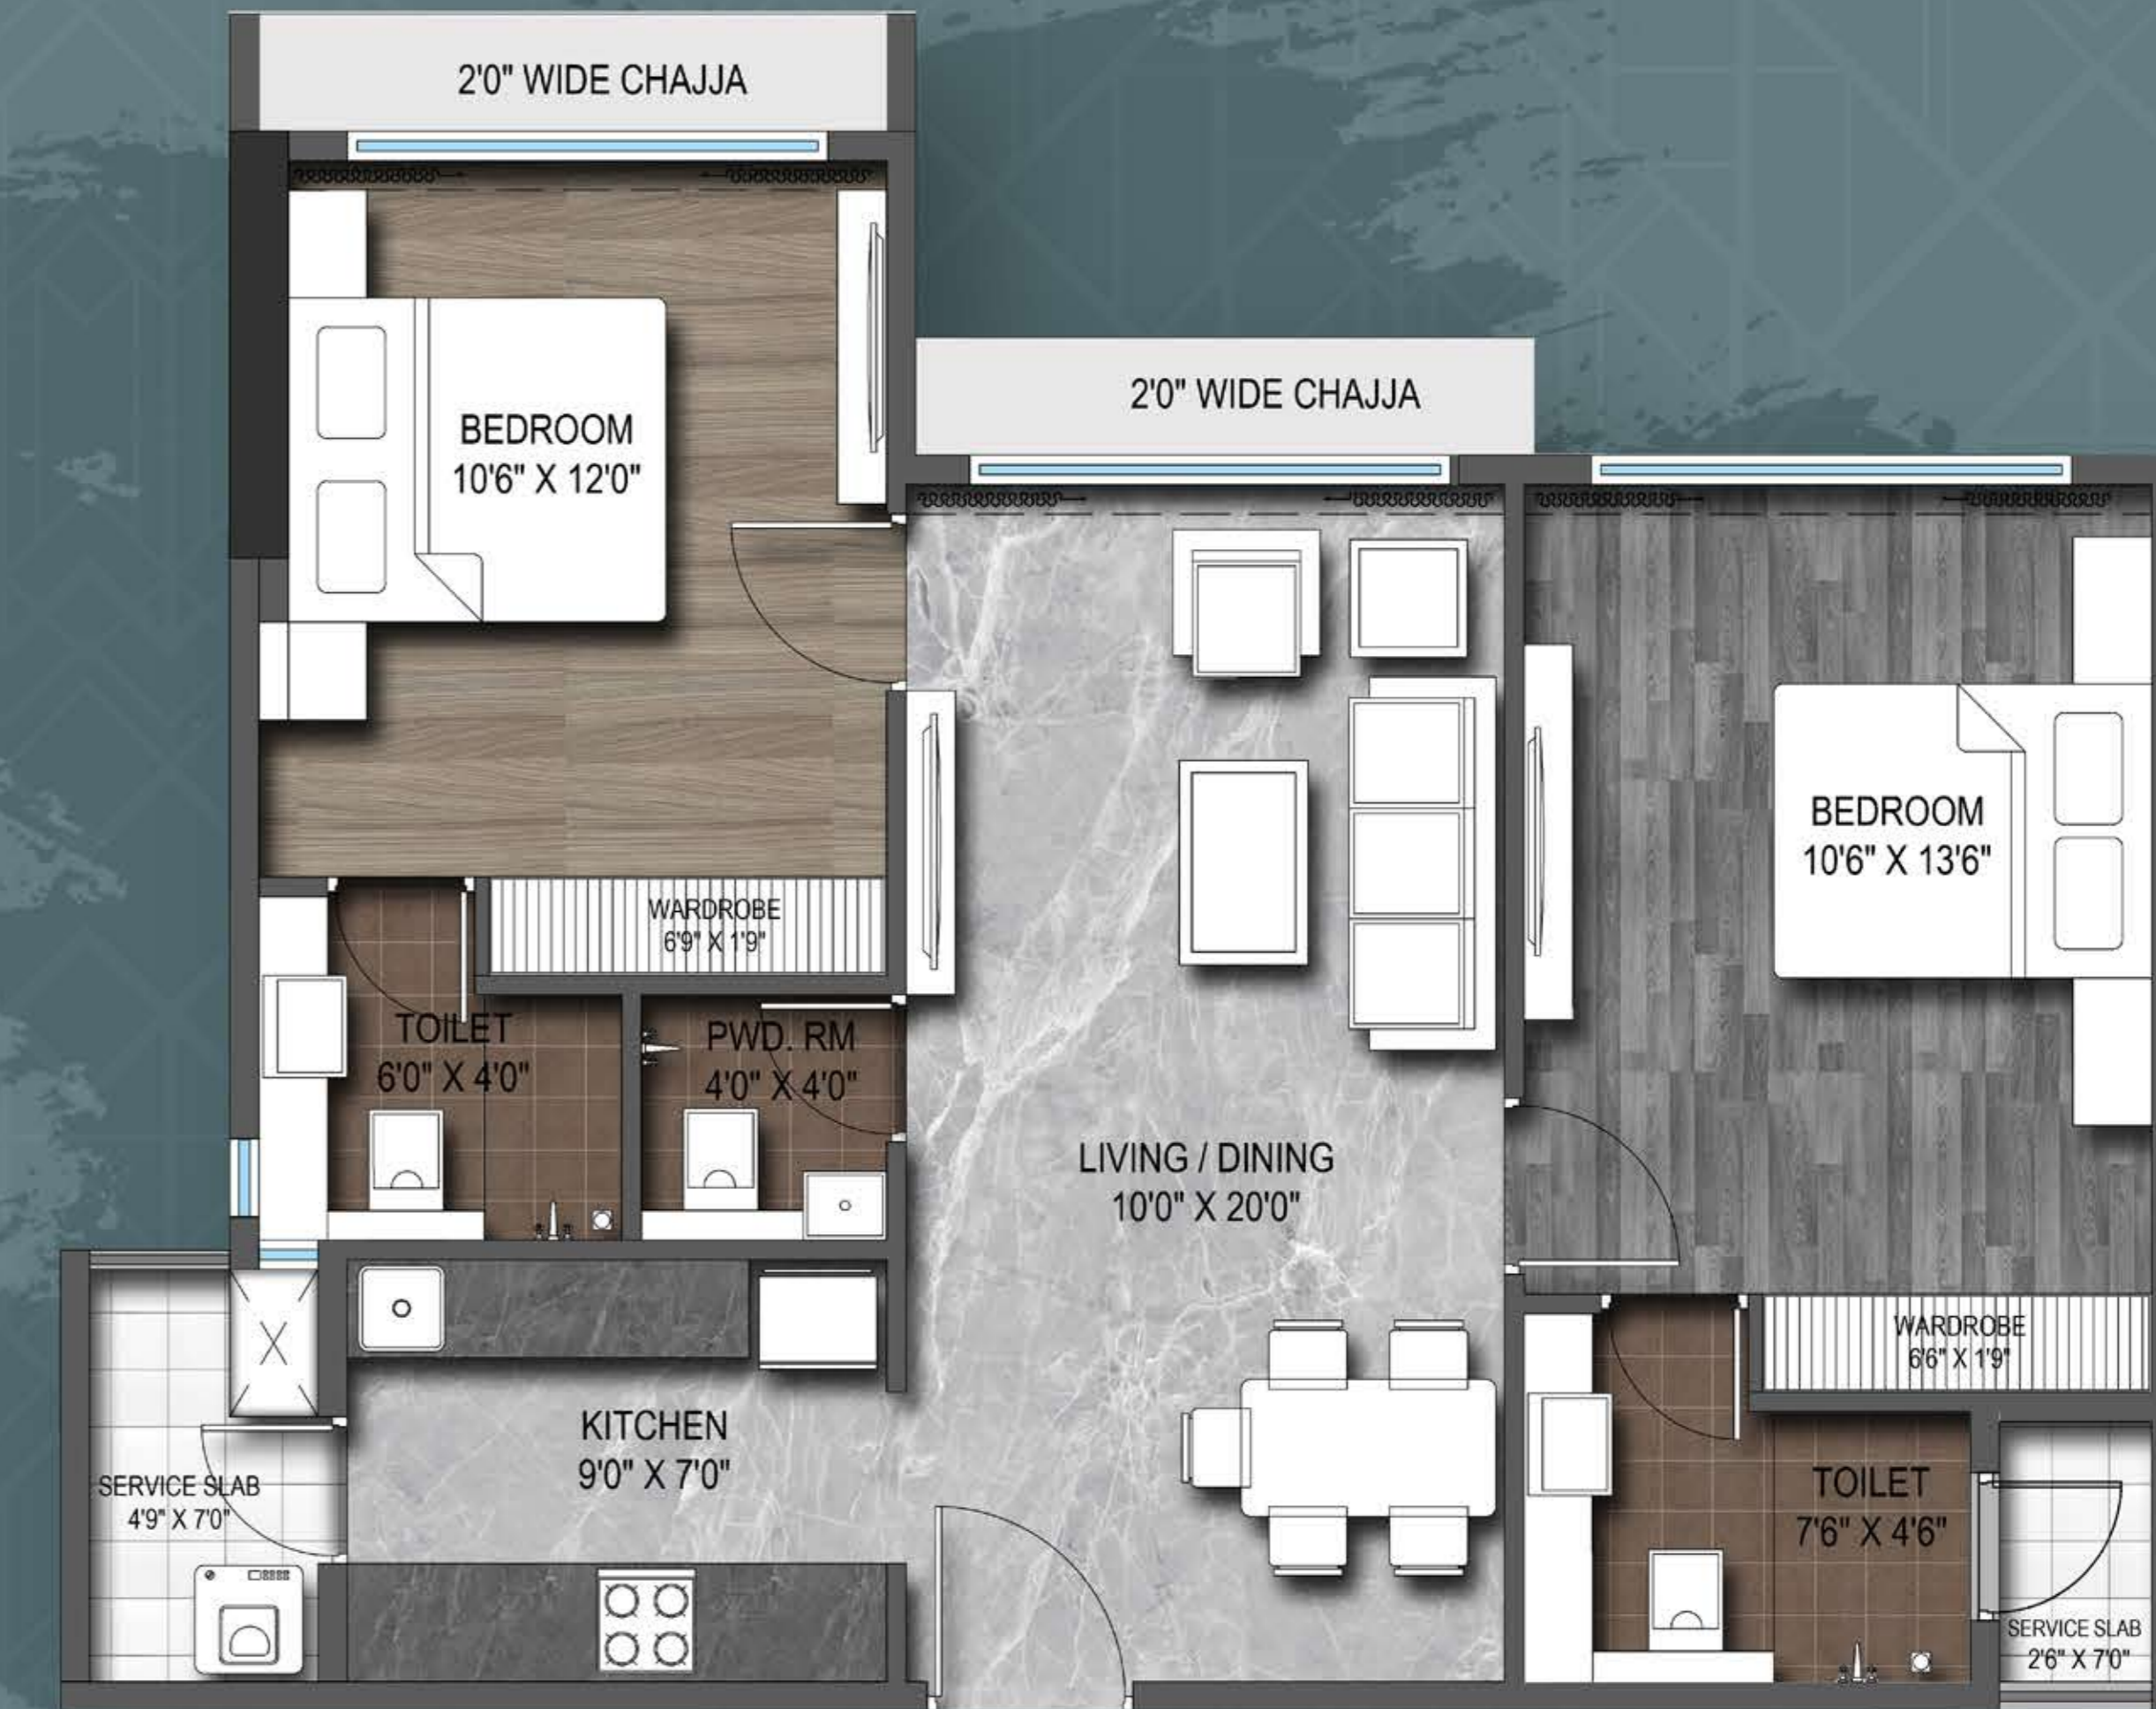 2'0" WIDE CHAJJA
BEDROOM
10'6" X 12'0"
2'0" WIDE CHAJJA
BEDROOM
10'6" X 13'6"
WARDROBE
6'9" X 1'9"
TOILET
6'0" X 4'0"
PWD. RM
4'0" X 4'0"
LIVING / DINING
10'0" X 20'0"
WARDROBE
6'6" X 1'9"
KITCHEN
9'0" X 7'0"
SERVICE SLAB
4'9" X 7'0"
TOILET
7'6" X 4'6"
SERVICE SLAB
2'6" X 7'0"